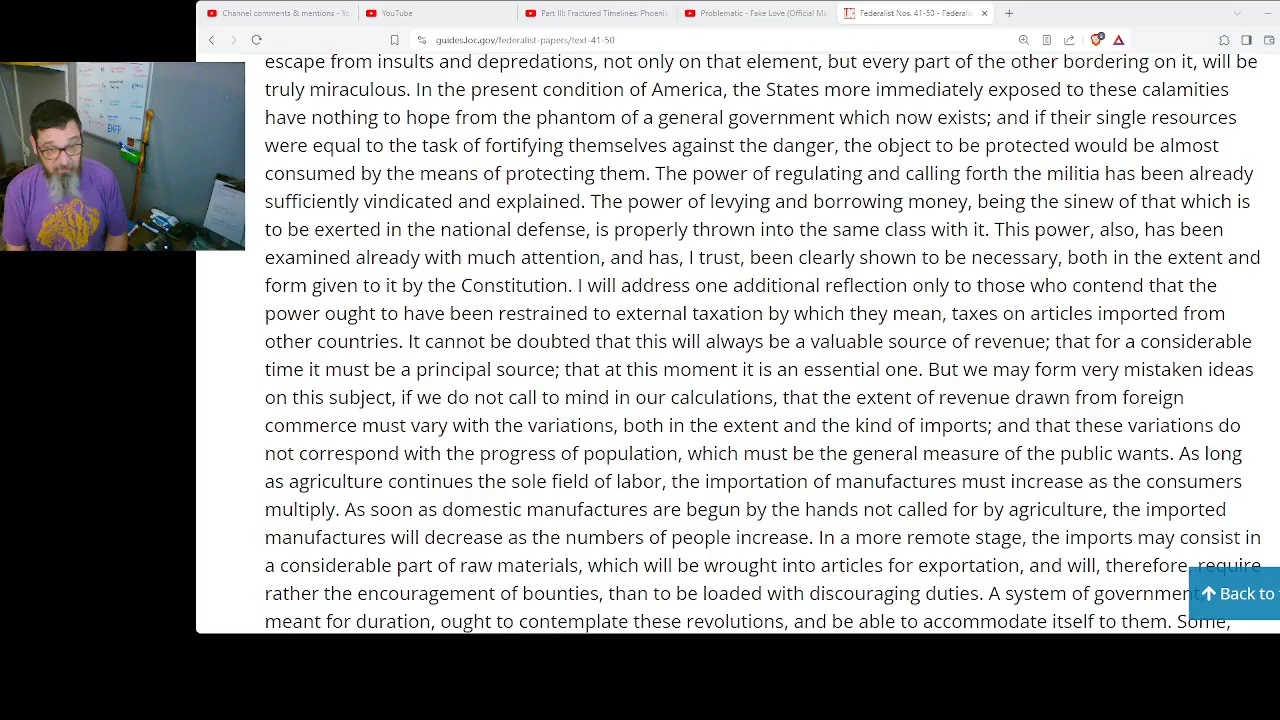 Channel comments & mentions - Yo
YouTube
Part III: Fractured Timelines: Phoenix
Problematic - Fake Love (Official Mu
Federalist Nos. 41-50 - Federalis
guides.loc.gov/federalist-papers/text-41-50
escape from insults and depredations, not only on that element, but every part of the other bordering on it, will be
truly miraculous. In the present condition of America, the States more immediately exposed to these calamities
have nothing to hope from the phantom of a general government which now exists; and if their single resources
were equal to the task of fortifying themselves against the danger, the object to be protected would be almost
consumed by the means of protecting them. The power of regulating and calling forth the militia has been already
sufficiently vindicated and explained. The power of levying and borrowing money, being the sinew of that which is
to be exerted in the national defense, is properly thrown into the same class with it. This power, also, has been
examined already with much attention, and has, I trust, been clearly shown to be necessary, both in the extent and
form given to it by the Constitution. I will address one additional reflection only to those who contend that the
power ought to have been restrained to external taxation by which they mean, taxes on articles imported from
other countries. It cannot be doubted that this will always be a valuable source of revenue; that for a considerable
time it must be a principal source; that at this moment it is an essential one. But we may form very mistaken ideas
on this subject, if we do not call to mind in our calculations, that the extent of revenue drawn from foreign
commerce must vary with the variations, both in the extent and the kind of imports; and that these variations do
not correspond with the progress of population, which must be the general measure of the public wants. As long
as agriculture continues the sole field of labor, the importation of manufactures must increase as the consumers
multiply. As soon as domestic manufactures are begun by the hands not called for by agriculture, the imported
manufactures will decrease as the numbers of people increase. In a more remote stage, the imports may consist in
a considerable part of raw materials, which will be wrought into articles for exportation, and will, therefore, require
rather the encouragement of bounties, than to be loaded with discouraging duties. A system of government,
Back to
meant for duration, ought to contemplate these revolutions, and be able to accommodate itself to them. Some,
ENFP